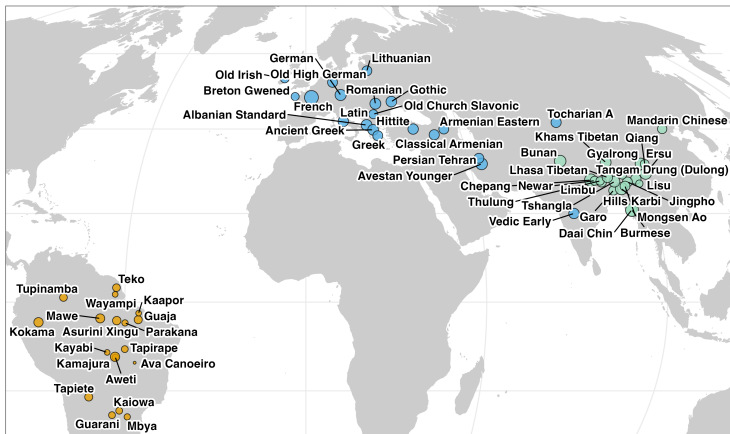 German
Lithuanian
Old Irish
Old High German
Breton Gwened
Romanian
Gothic
French
Latin
Old Church Slavonic
Albanian Standard
Hittite
Armenian Eastern
Ancient Greek
Greek
Classical Armenian
Persian Tehran
Avestan Younger
Tocharian A
Mandarin Chinese
Khams Tibetan
Qiang
Bunan
Gyalrong
Ersu
Lhasa Tibetan
Tangam
Drung (Dulong)
Chepang
Newar
Limbu
Lisu
Thulung
Tshangla
Hills Karbi
Jingpho
Vedic Early
Garo
Mongsen Ao
Daai Chin
Burmese
Teko
Tupinamba
Wayampi
Kaapor
Mawe
Guaja
Kokama
Asurini Xingu
Parakana
Kayabi
Tapirape
Kamajura
Ava Canoeiro
Aweti
Tapiete
Kaiowa
Guarani
Mbya